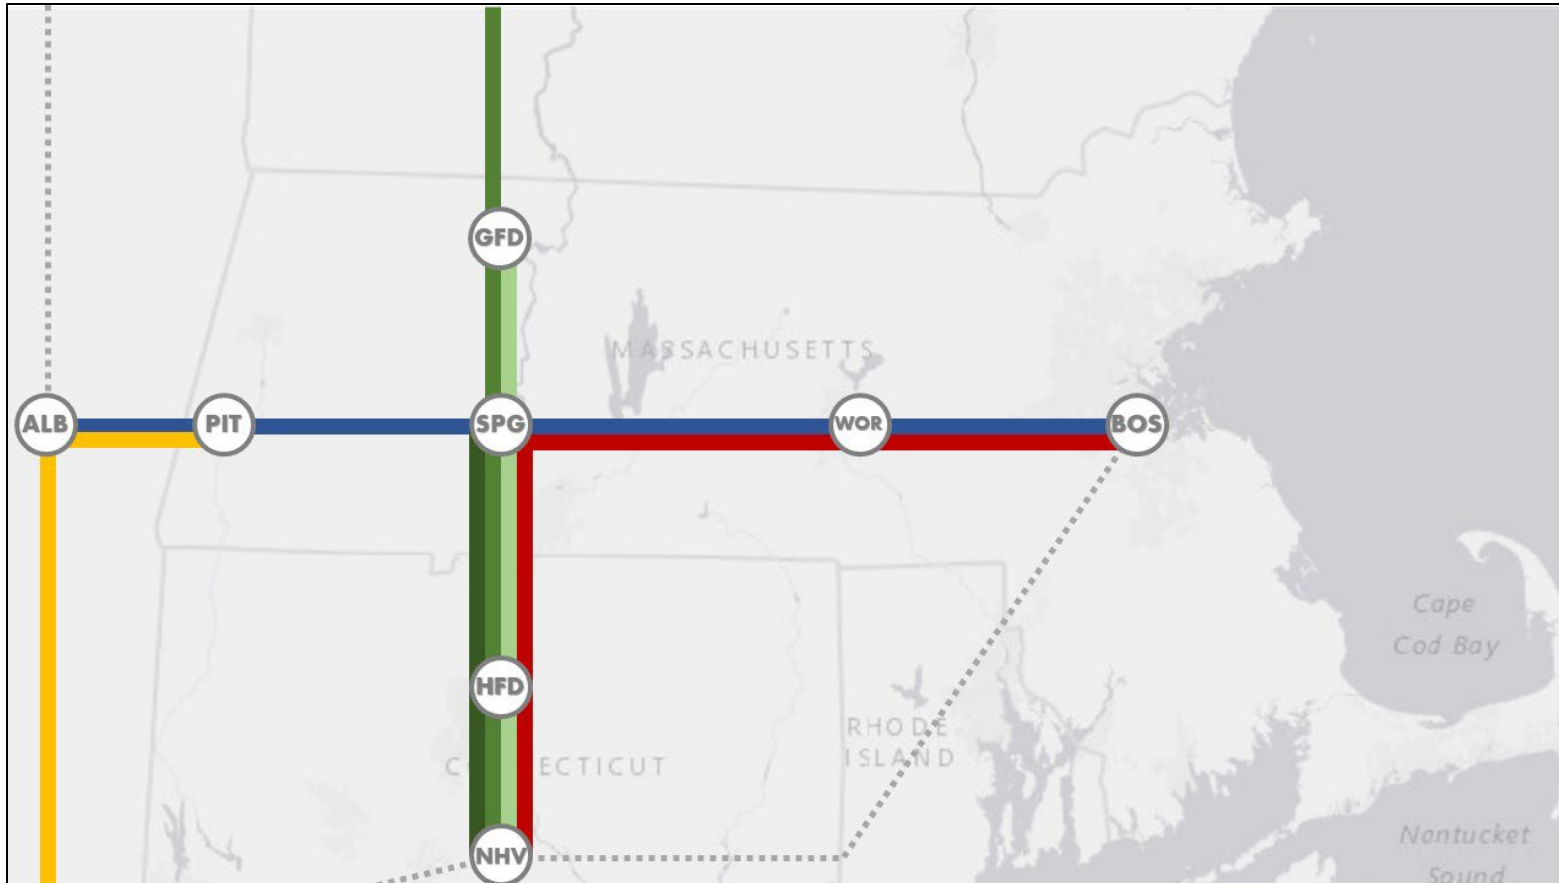 GFD
MASSACHUSETTS
ALB
PIT
SPG
WOR
BOS
Cape
Cod Bay
HFD
RHODE
ISLAND
C ECTICUT
NHV
Nantucket
Sound